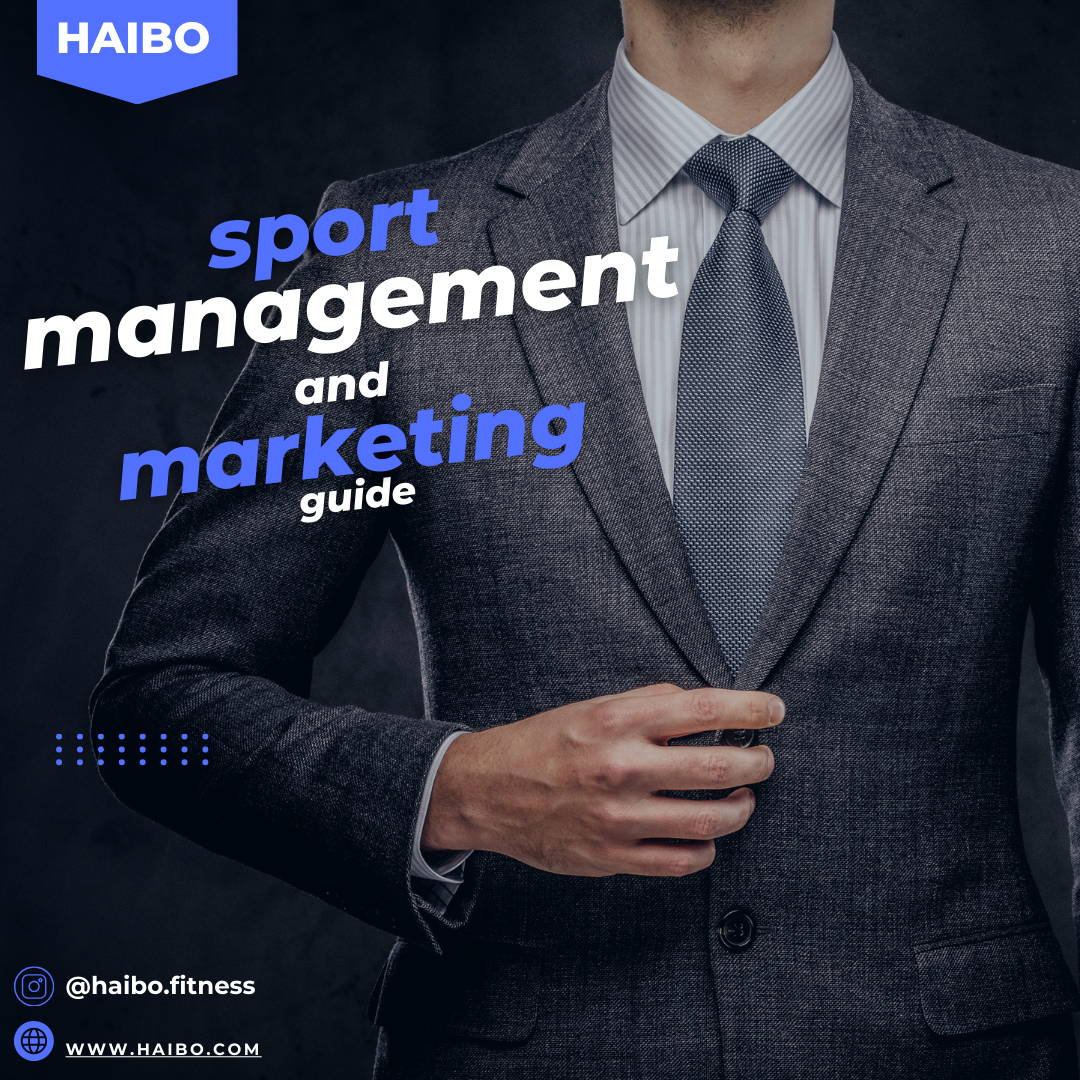 HAIBO
sport
management
and
marketing
guide
@haibo.fitness
WWW.HAIBO.COM